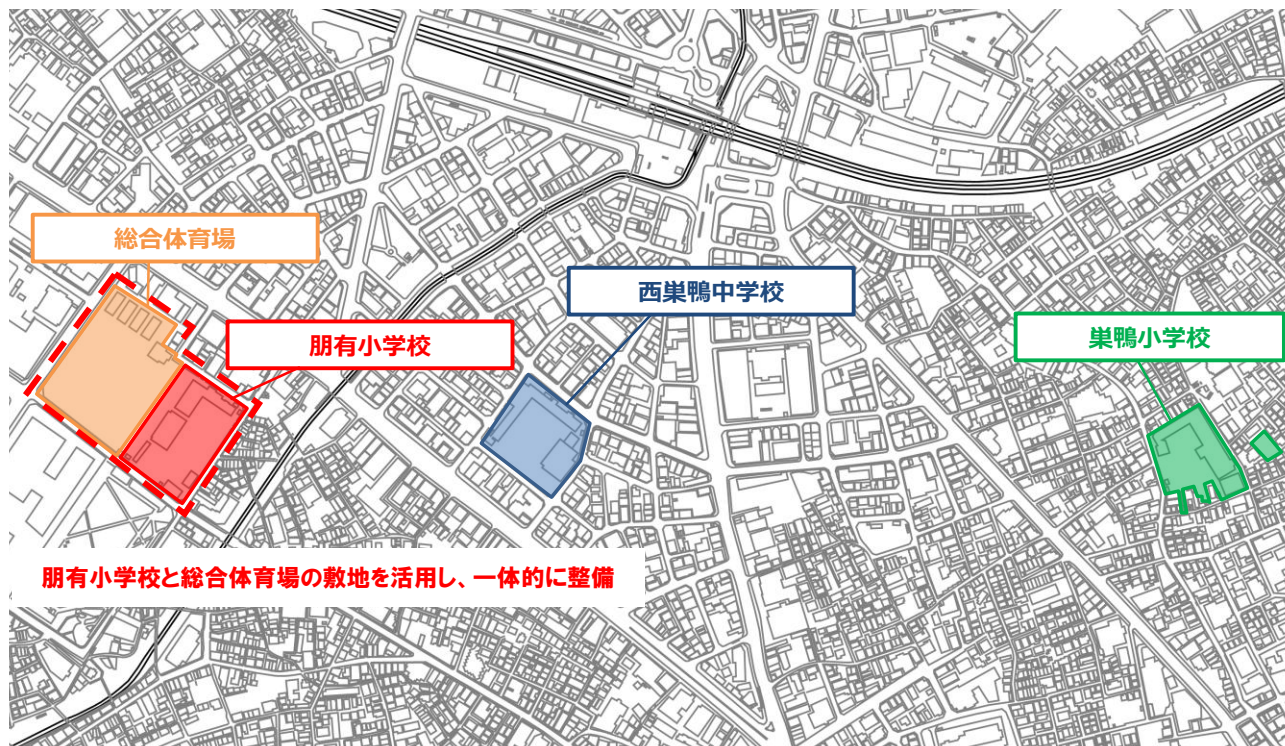 総合体育場
西巣鴨中学校
朋有小学校
巣鴨小学校
朋有小学校と総合体育場の敷地を活用し、一体的に整備